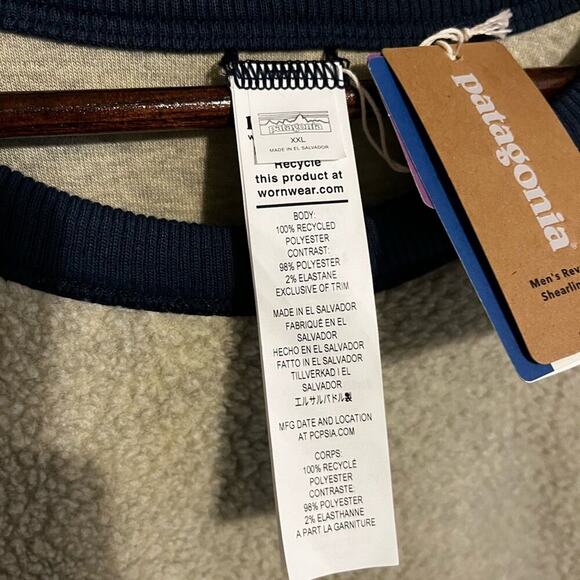 patagonia
XXL
MADE IN EL SALVADOR
Recycle
this product at
wornwear.com
BODY:
100% RECYCLED
POLYESTER
CONTRAST:
98% POLYESTER
2% ELASTANE
EXCLUSIVE OF TRIM
MADE IN EL SALVADOR
FABRIQUÉ EN EL
SALVADOR
HECHO EN EL SALVADOR
FATTO IN EL SALVADOR
TILLVERKAD I EL
SALVADOR
エルサルバドル製
MFG DATE AND LOCATION
AT PCPSIA.COM
CORPS:
100% RECYCLÉ
POLYESTER
CONTRASTE:
98% POLYESTER
2% ELASTHANNE
A PART LA GARNITURE
patagonia
Men's